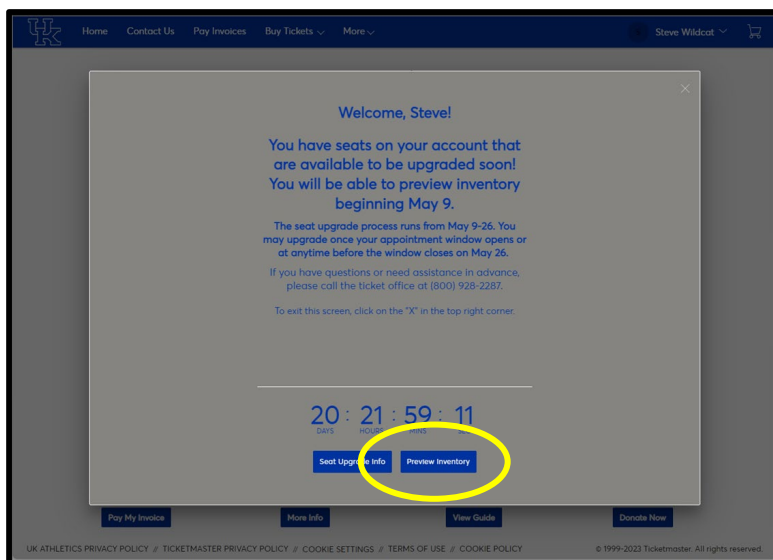 UK
Home Contact Us Pay Invoices Buy Tickets More Steve Wildcat
Welcome, Steve!
You have seats on your account that
are available to be upgraded soon!
You will be able to preview inventory
beginning May 9.
The seat upgrade process runs from May 9-26. You
may upgrade once your appointment window opens or
at anytime before the window closes on May 26.
If you have questions or need assistance in advance,
please call the ticket office at (800) 928-2287.
To exit this screen, click on the "X" in the top right corner.
20 : 21 : 59 : 11
DAYS HOURS MINS
Seat Upgrade Info Preview Inventory
Pay My Invoice More Info View Guide Donate Now
UK ATHLETICS PRIVACY POLICY // TICKETMASTER PRIVACY POLICY // COOKIE SETTINGS // TERMS OF USE // COOKIE POLICY © 1999-2023 Ticketmaster. All rights reserved.